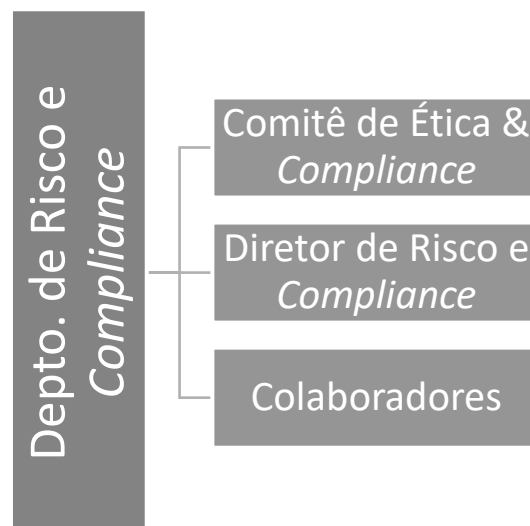 Depto. de Risco e
Compliance
Comitê de Ética &
Compliance
Diretor de Risco e
Compliance
Colaboradores